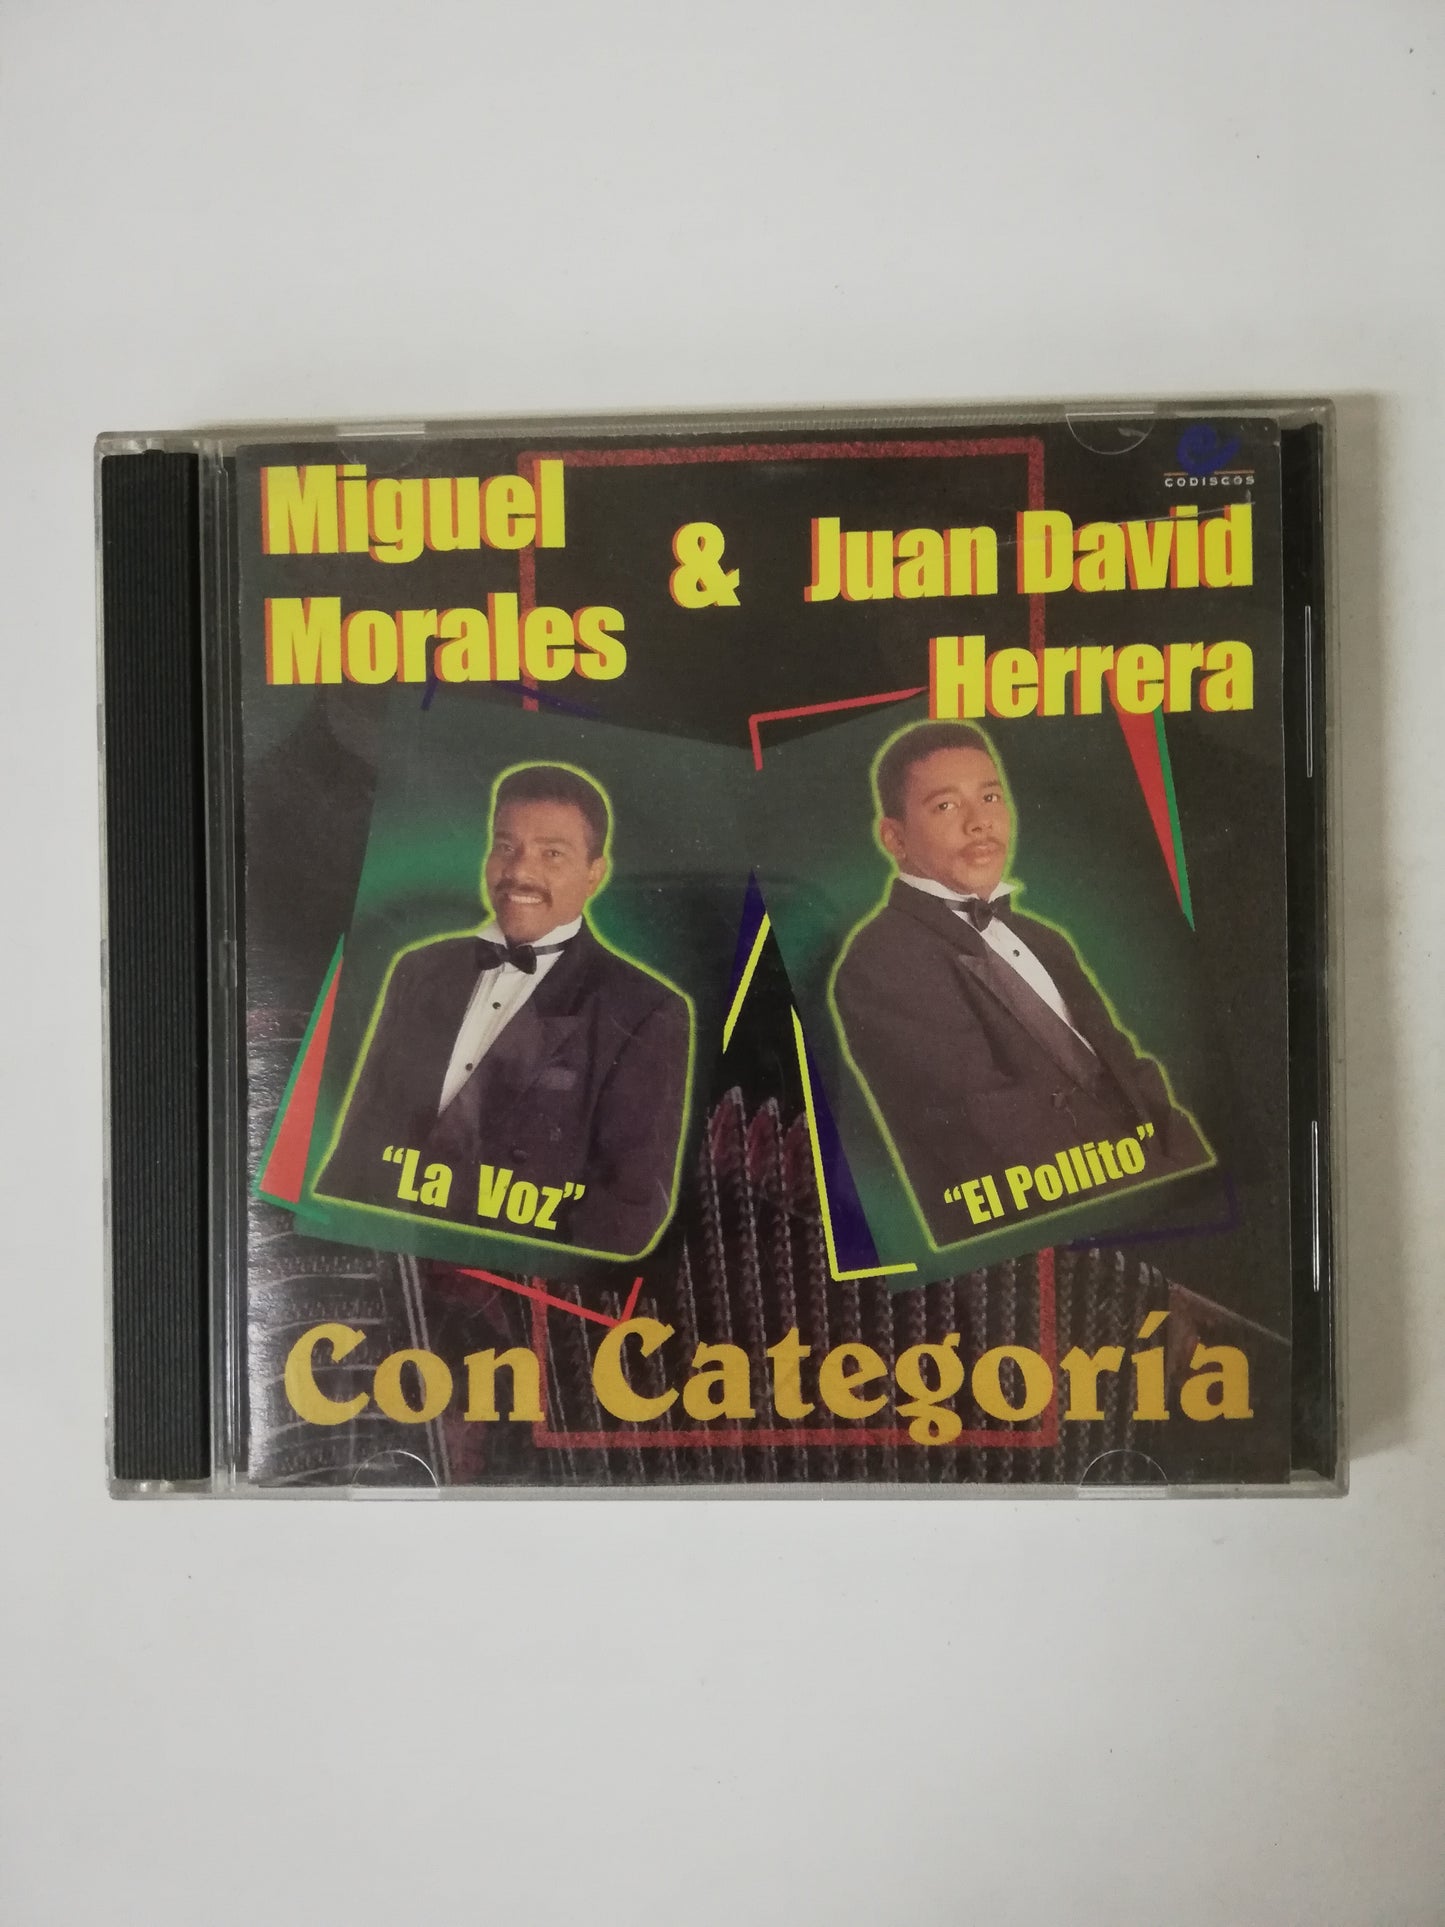 CODISCOS
Miguel
Morales
&
Juan David
Herrera
“La Voz”
“El Pollito”
Con Categoría